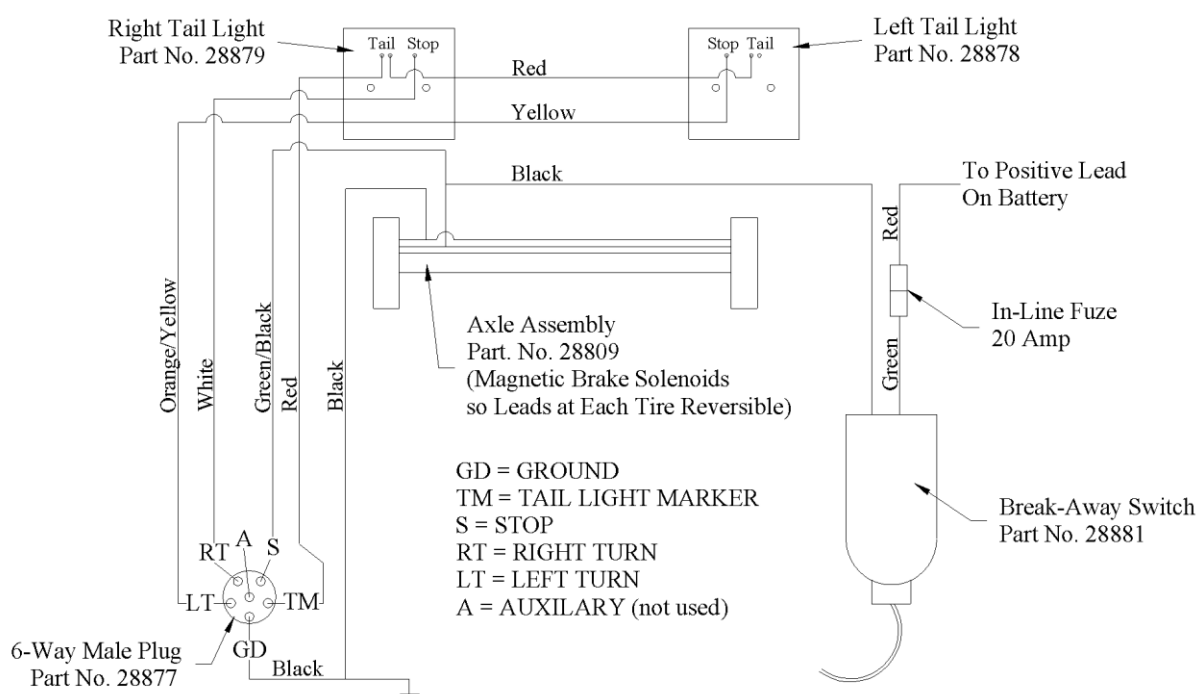 Right Tail Light
Part No. 28879
Tail Stop
Stop Tail
Left Tail Light
Part No. 28878
Red
Yellow
Black
To Positive Lead
On Battery
Red
In-Line Fuze
20 Amp
Green
Orange/Yellow
White
Green/Black
Red
Black
Axle Assembly
Part. No. 28809
(Magnetic Brake Solenoids
so Leads at Each Tire Reversible)
GD = GROUND
TM = TAIL LIGHT MARKER
S = STOP
RT = RIGHT TURN
LT = LEFT TURN
A = AUXILARY (not used)
Break-Away Switch
Part No. 28881
RT
A
S
LT
TM
GD
Black
6-Way Male Plug
Part No. 28877